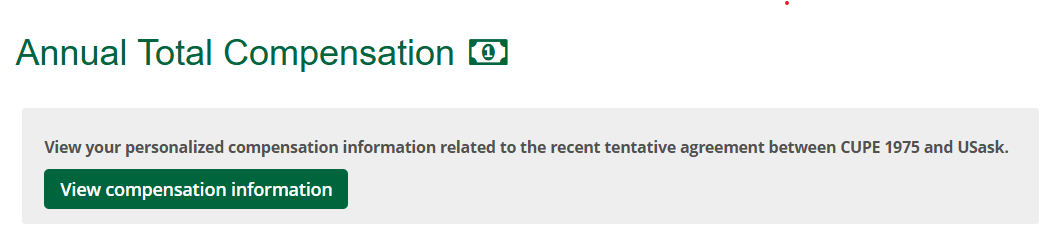 Annual Total Compensation
View your personalized compensation information related to the recent tentative agreement between CUPE 1975 and USask.
View compensation information